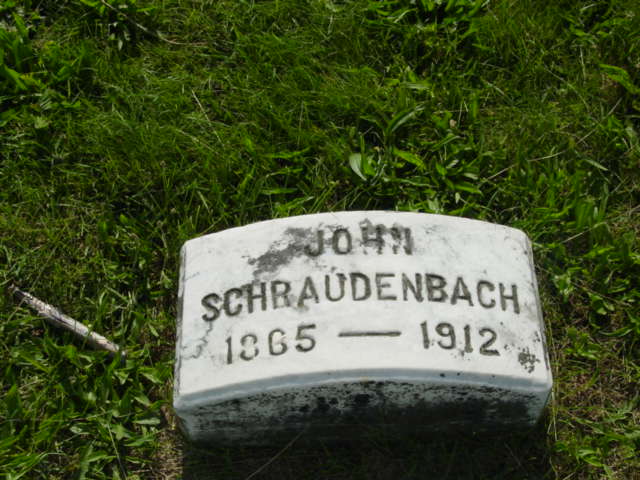 JOHN
SCHRAUDENBACH
1865 — 1912